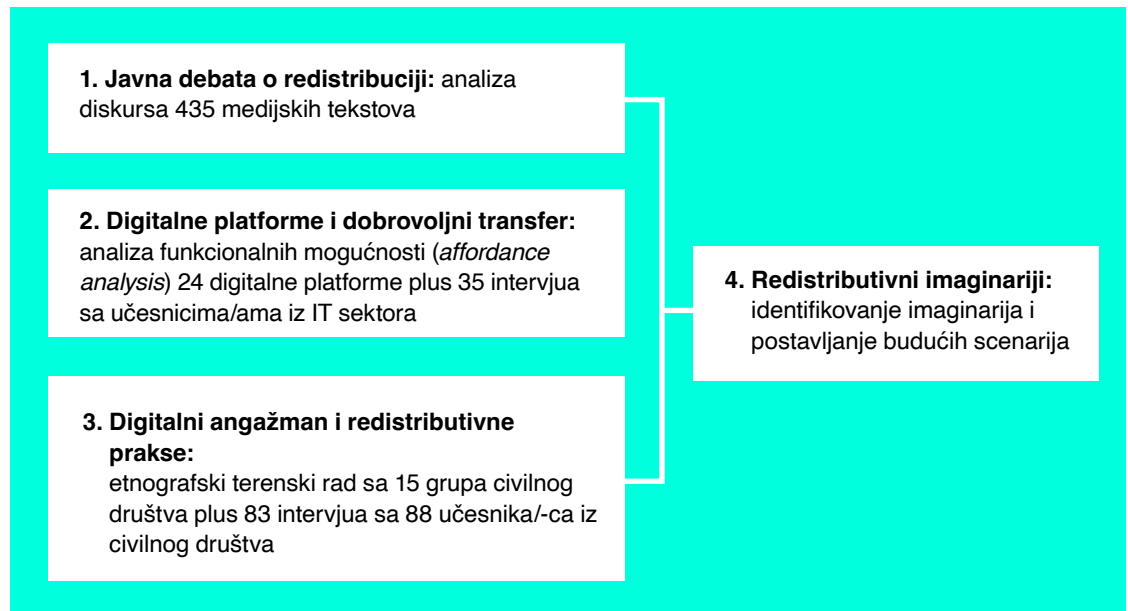 1. Javna debata o redistribuciji: analiza
diskursa 435 medijskih tekstova
2. Digitalne platforme i dobrovoljni transfer:
analiza funkcionalnih mogućnosti (affordance
analysis) 24 digitalne platforme plus 35 intervjua
sa učesnicima/ama iz IT sektora
3. Digitalni angažman i redistributivne
prakse:
etnografski terenski rad sa 15 grupa civilnog
društva plus 83 intervjua sa 88 učesnika/-ca iz
civilnog društva
4. Redistributivni imaginariji:
identifikovanje imaginarija i
postavljanje budućih scenarija